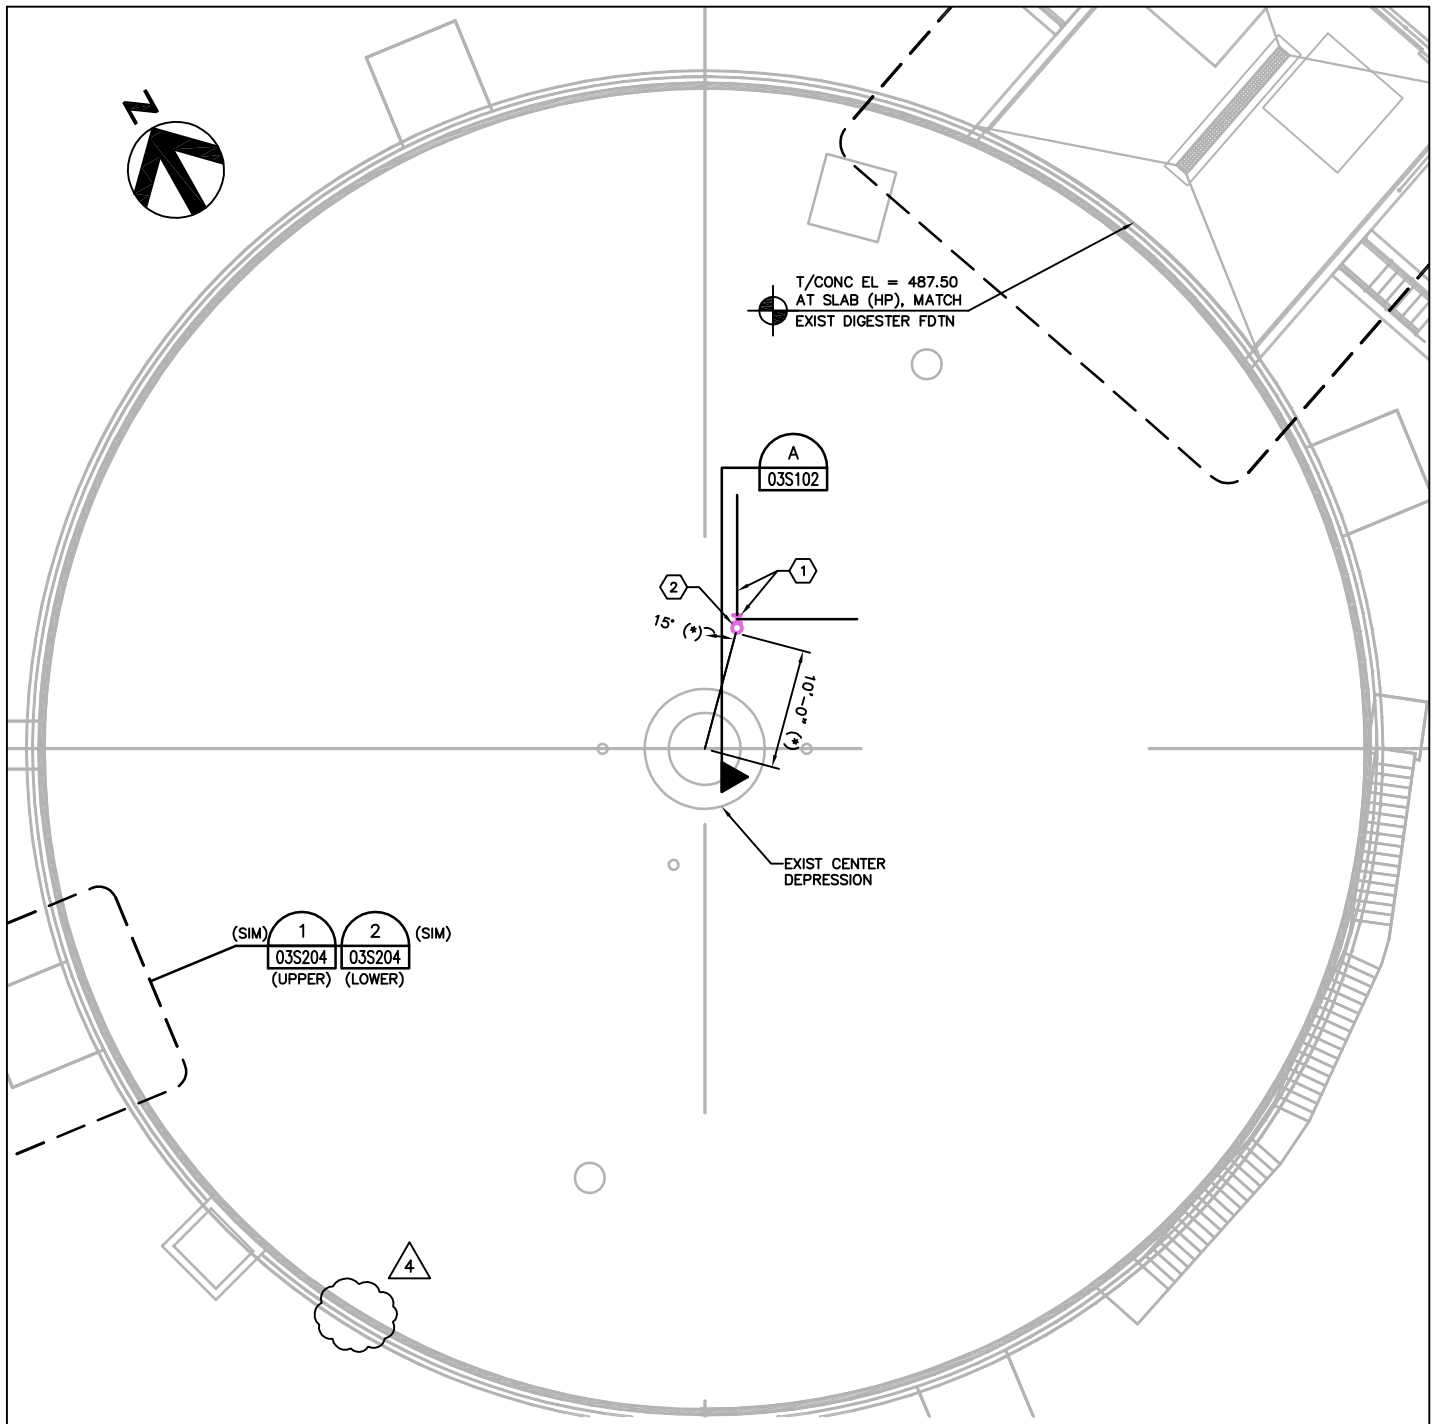 N
T/CONC EL = 487.50
AT SLAB (HP), MATCH
EXIST DIGESTER FDTN
A
03S102
1
2
15° (*)
10'-0" (*)
EXIST CENTER
DEPRESSION
(SIM) 1 2 (SIM)
03S204 03S204
(UPPER) (LOWER)
4